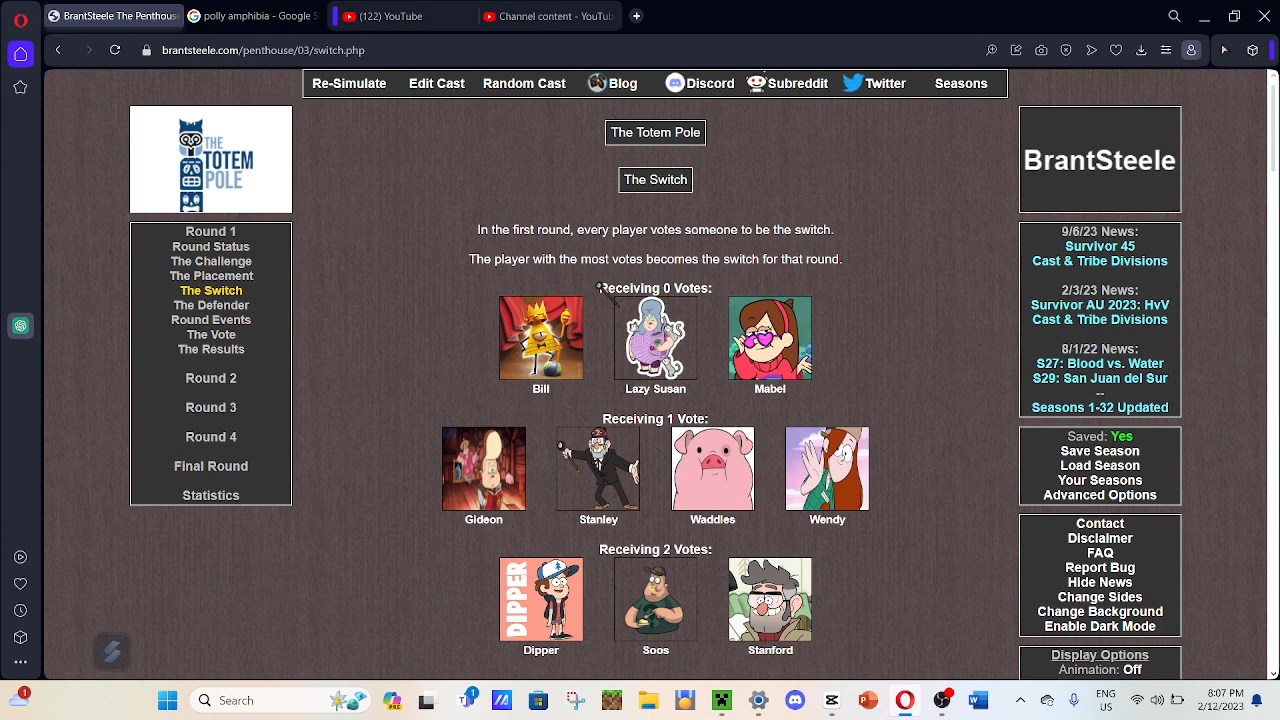 BrantSteele The Penthouse
polly amphibia - Google S
(122) YouTube
Channel content - YouTub
brantsteele.com/penthouse/03/switch.php
Re-Simulate
Edit Cast
Random Cast
Blog
Discord
Subreddit
Twitter
Seasons
THE
TOTEM
POLE
Round 1
Round Status
The Challenge
The Placement
The Switch
The Defender
Round Events
The Vote
The Results
Round 2
Round 3
Round 4
Final Round
Statistics
The Totem Pole
The Switch
In the first round, every player votes someone to be the switch.
The player with the most votes becomes the switch for that round.
Receiving 0 Votes:
Bill
Lazy Susan
Mabel
Receiving 1 Vote:
Gideon
Stanley
Waddles
Wendy
Receiving 2 Votes:
DIPPER
Dipper
Soos
Stanford
BrantSteele
9/6/23 News:
Survivor 45
Cast & Tribe Divisions
2/3/23 News:
Survivor AU 2023: HvV
Cast & Tribe Divisions
8/1/22 News:
S27: Blood vs. Water
S29: San Juan del Sur
--
Seasons 1-32 Updated
Saved: Yes
Save Season
Load Season
Your Seasons
Advanced Options
Contact
Disclaimer
FAQ
Report Bug
Hide News
Change Sides
Change Background
Enable Dark Mode
Display Options
Animation: Off
1
Search
PRE
1
ENG
US
8:07 PM
2/12/2023